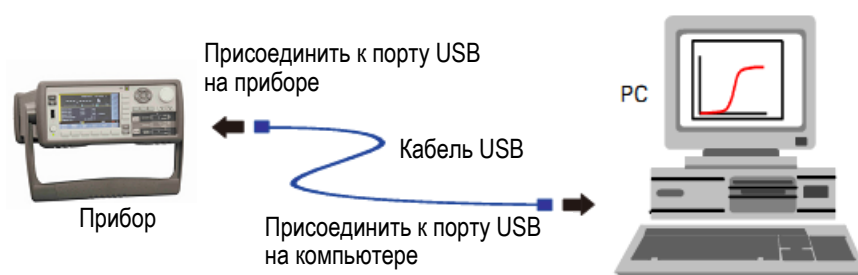 Присоединить к порту USB
на приборе
PC
Кабель USB
Прибор
Присоединить к порту USB
на компьютере